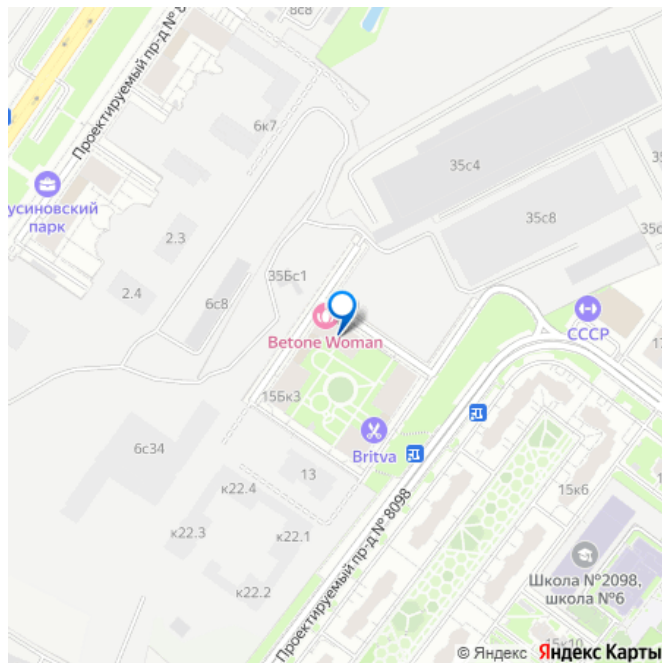 8с8
Проектируемый пр-д №
6к7
35с4
усиновский
парк
2.3
35с8
35с
2.4
6с8
35Бс1
Betone Woman
СССР
15Бк3
Britva
6с34
13
к22.4
к22.3
к22.1
к22.2
15к6
Проектируемый пр-д № 8098
Школа №2098,
школа №6
15к10
© Яндекс Яндекс Карты